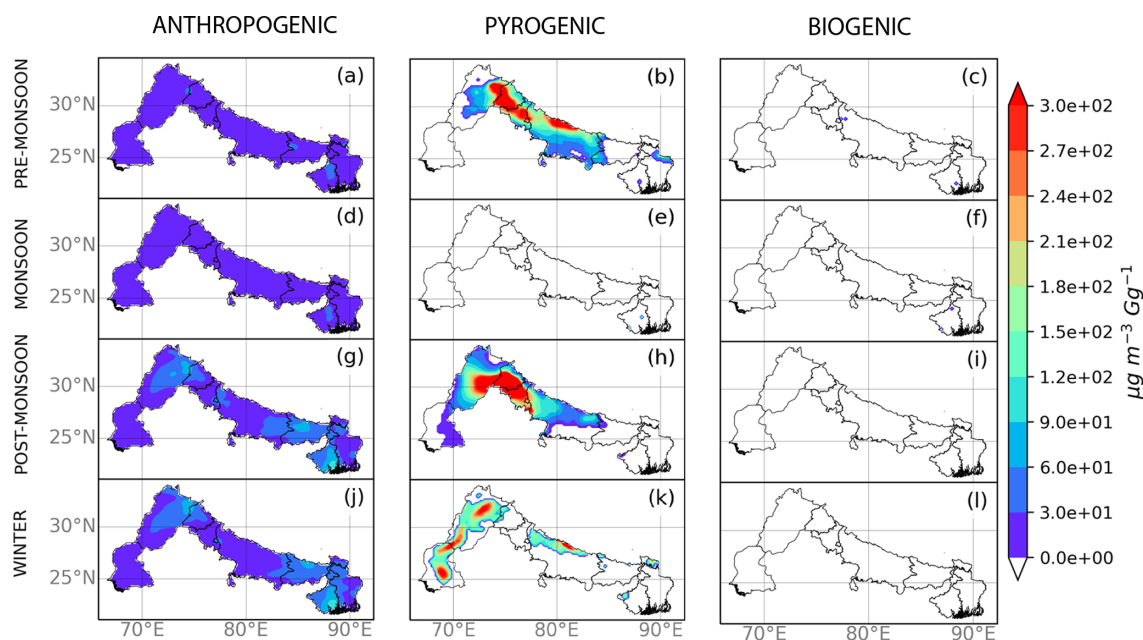 ANTHROPOGENIC PYROGENIC BIOGENIC
PRE-MONSOON
30°N
25°N
(a) (b) (c)
MONSOON
30°N
25°N
(d) (e) (f)
POST-MONSOON
30°N
25°N
(g) (h) (i)
WINTER
30°N
25°N
(j) (k) (l)
70°E 80°E 90°E 70°E 80°E 90°E 70°E 80°E 90°E
3.0e+02
2.7e+02
2.4e+02
2.1e+02
1.8e+02
1.5e+02
1.2e+02
9.0e+01
6.0e+01
3.0e+01
0.0e+00
μg m⁻³ Gg⁻¹